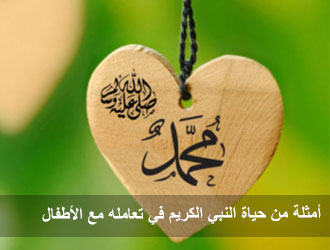 صلى الله عليه وسلم
محمد
أمثلة من حياة النبي الكريم في تعامله مع الأطفال